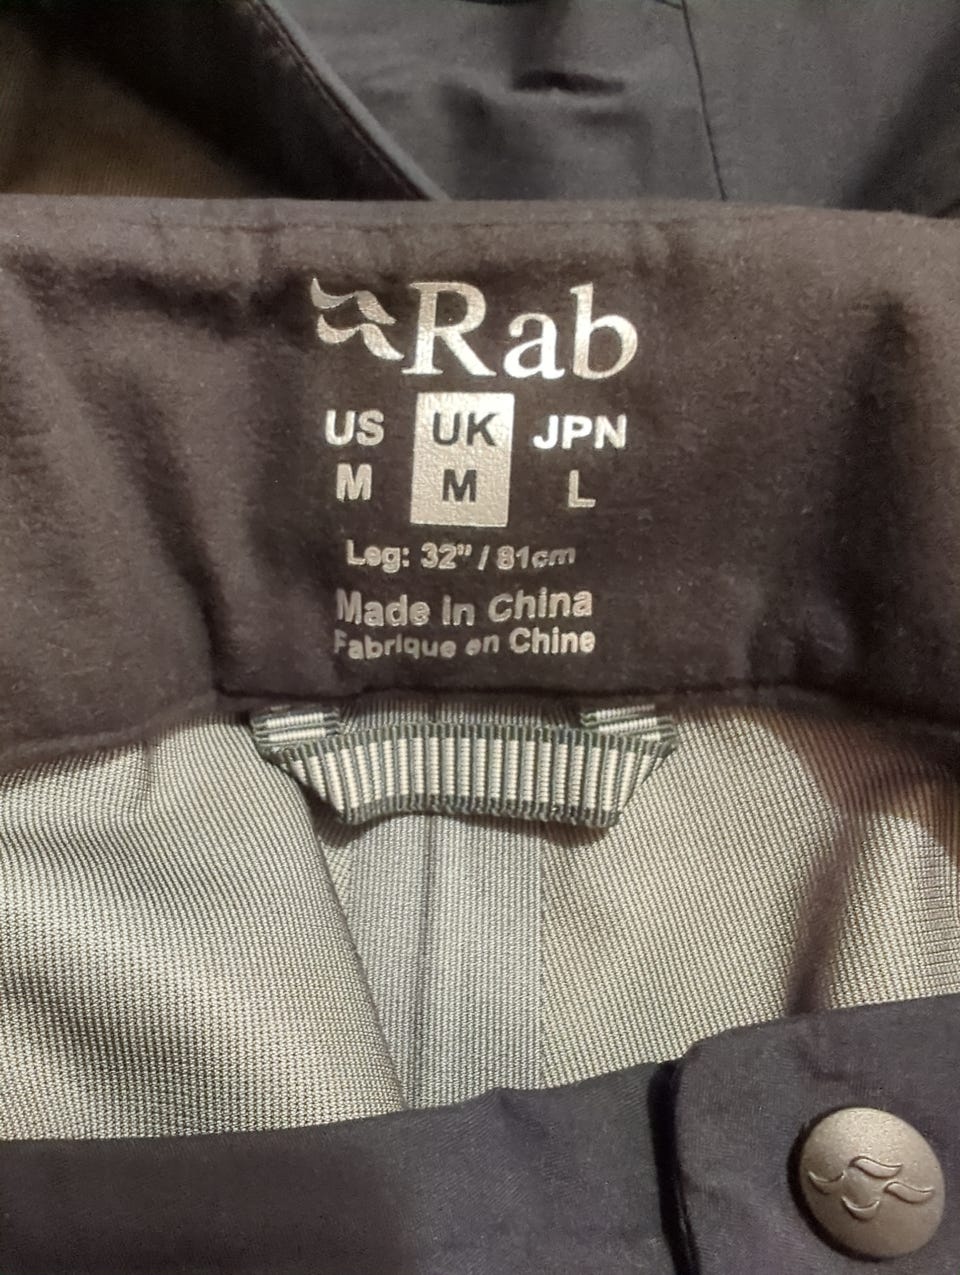 Rab
US UK JPN
M M L
Leg: 32” / 81cm
Made in China
Fabrique en Chine